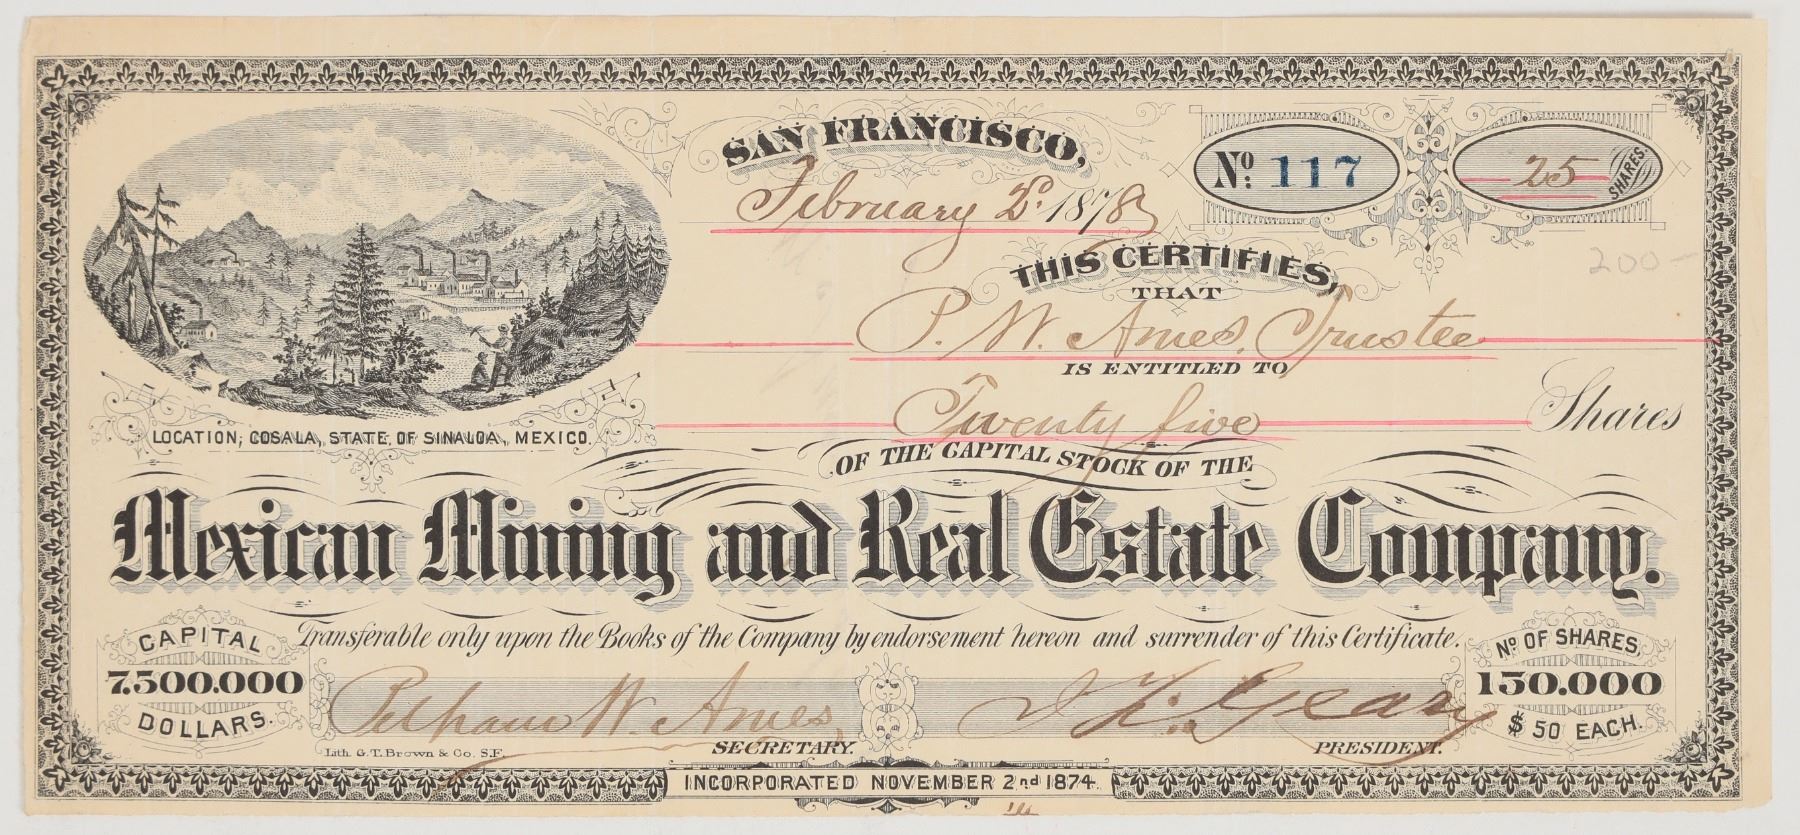 SAN FRANCISCO,
February 2d. 1878
No. 117
25 SHARES.
200-
THIS CERTIFIES,
THAT
P. W. Ames, Trustee
IS ENTITLED TO
Twenty five Shares
LOCATION; COSALA, STATE OF SINALOA, MEXICO.
OF THE CAPITAL STOCK OF THE
Mexican Mining and Real Estate Company.
Transferable only upon the Books of the Company by endorsement hereon and surrender of this Certificate.
CAPITAL
7.500.000
DOLLARS.
Pelham W. Ames,
SECRETARY.
Geary
PRESIDENT.
No. OF SHARES,
150.000
$ 50 EACH.
Lith. G.T. Brown & Co. S.F.
INCORPORATED NOVEMBER 2nd 1874.